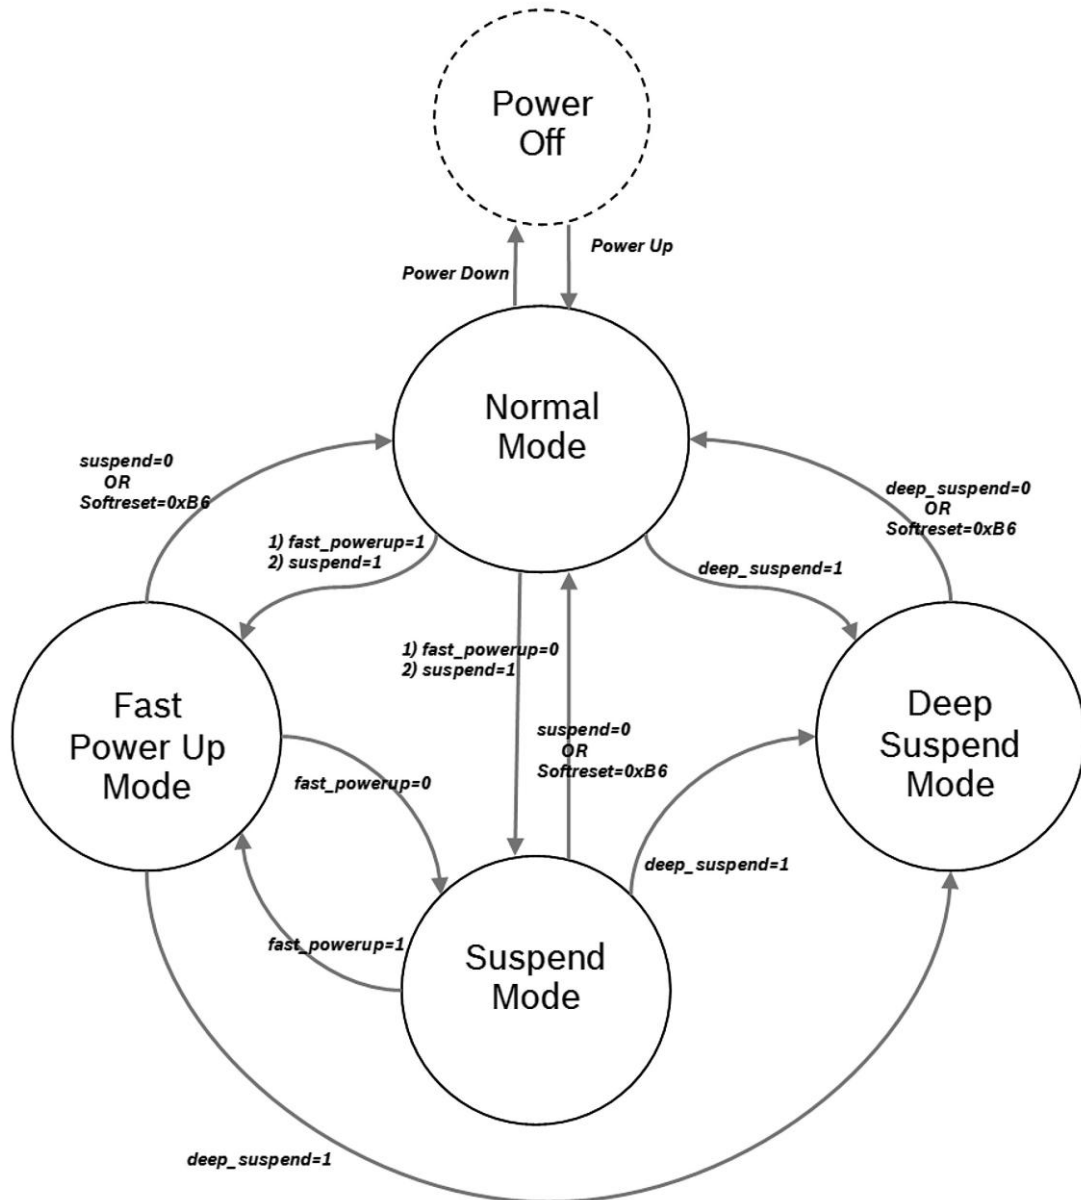 Power
Off
Power Up
Power Down
Normal
Mode
suspend=0
OR
Softreset=0xB6
deep_suspend=0
OR
Softreset=0xB6
1) fast_powerup=1
2) suspend=1
deep_suspend=1
1) fast_powerup=0
2) suspend=1
Fast
Power Up
Mode
Deep
Suspend
Mode
suspend=0
OR
Softreset=0xB6
fast_powerup=0
deep_suspend=1
fast_powerup=1
Suspend
Mode
deep_suspend=1